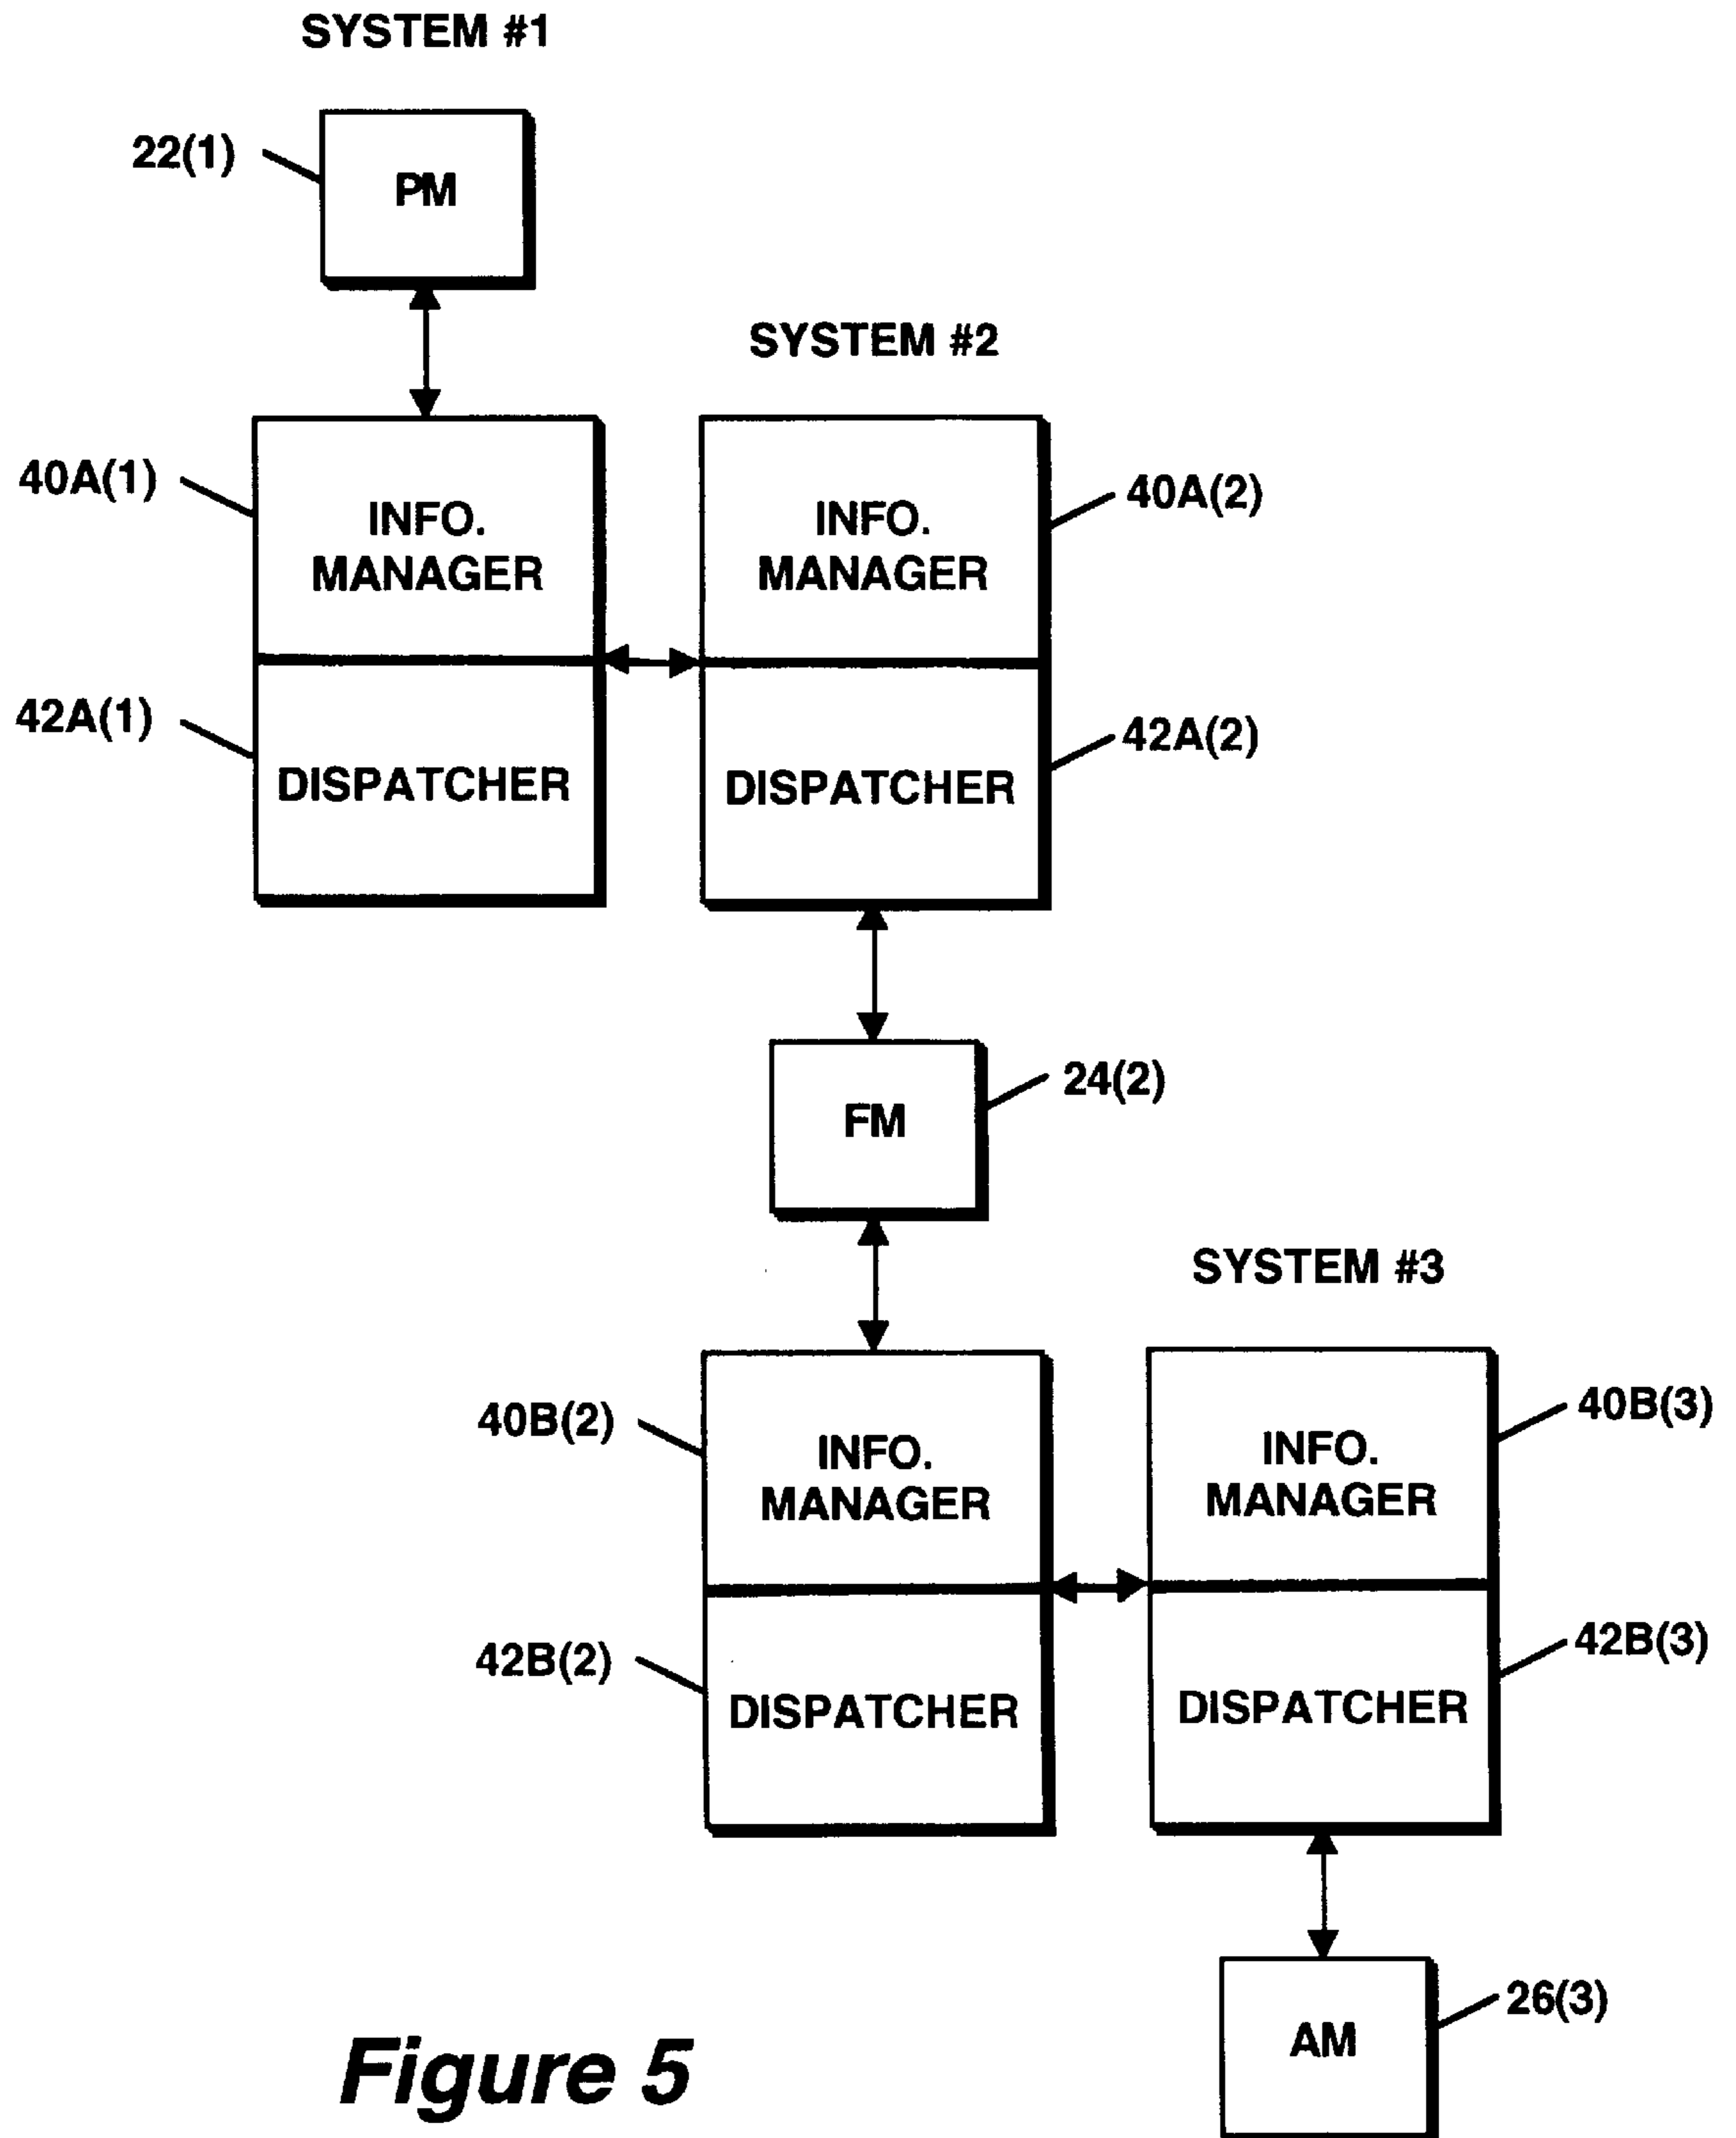 SYSTEM #1
22(1)
PM
SYSTEM #2
40A(1)
INFO.
MANAGER
42A(1)
DISPATCHER
INFO.
MANAGER
40A(2)
DISPATCHER
42A(2)
FM
24(2)
SYSTEM #3
40B(2)
INFO.
MANAGER
42B(2)
DISPATCHER
INFO.
MANAGER
40B(3)
DISPATCHER
42B(3)
AM
26(3)
Figure 5